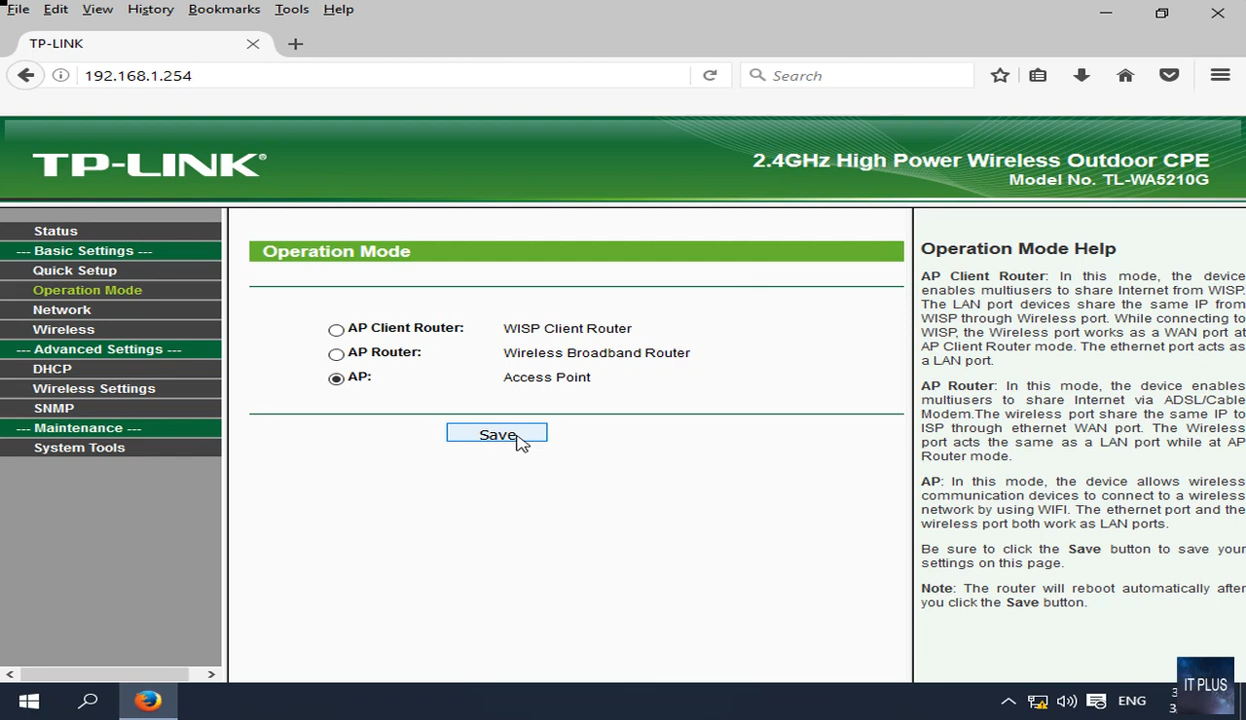 File Edit View History Bookmarks Tools Help
TP-LINK
192.168.1.254
Search
TP-LINK®
2.4GHz High Power Wireless Outdoor CPE
Model No. TL-WA5210G
Status
--- Basic Settings ---
Quick Setup
Operation Mode
Network
Wireless
--- Advanced Settings ---
DHCP
Wireless Settings
SNMP
--- Maintenance ---
System Tools
Operation Mode
AP Client Router: WISP Client Router
AP Router: Wireless Broadband Router
AP: Access Point
Save
Operation Mode Help
AP Client Router: In this mode, the device
enables multiusers to share Internet from WISP.
The LAN port devices share the same IP from
WISP through Wireless port. While connecting to
WISP, the Wireless port works as a WAN port at
AP Client Router mode. The ethernet port acts as
a LAN port.
AP Router: In this mode, the device enables
multiusers to share Internet via ADSL/Cable
Modem.The wireless port share the same IP to
ISP through ethernet WAN port. The Wireless
port acts the same as a LAN port while at AP
Router mode.
AP: In this mode, the device allows wireless
communication devices to connect to a wireless
network by using WIFI. The ethernet port and the
wireless port both work as LAN ports.
Be sure to click the Save button to save your
settings on this page.
Note: The router will reboot automatically after
you click the Save button.
ENG
IT PLUS